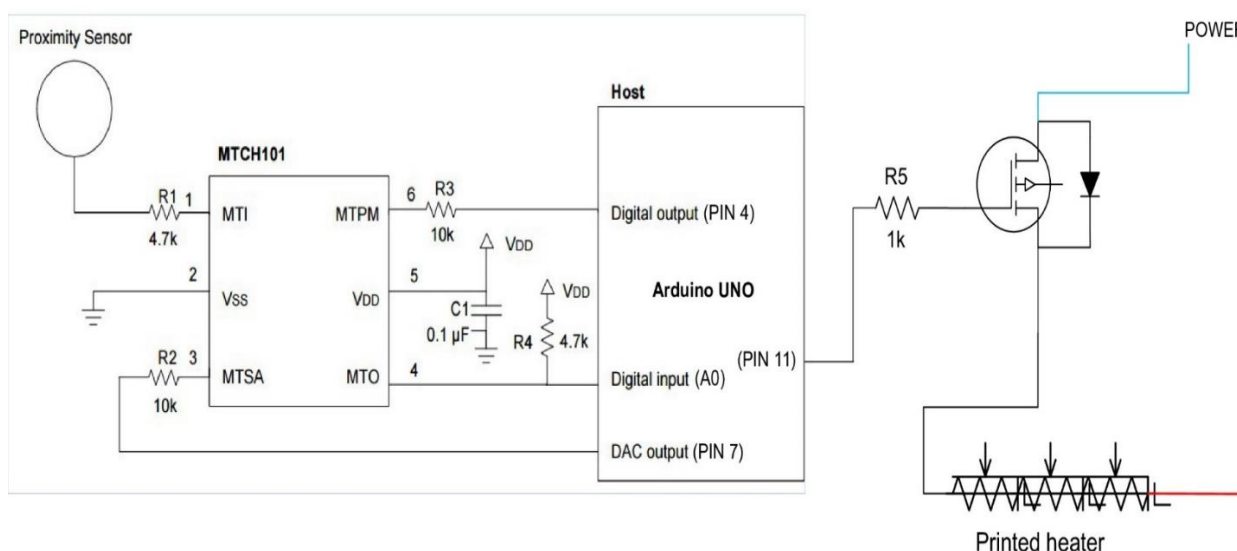 Proximity Sensor
POWER
Host
MTCH101
R1 1
4.7k
MTI
MTPM
6 R3
10k
Digital output (PIN 4)
R5
1k
2
Vss
VDD
5
VDD
C1
0.1 µF
VDD
R4 4.7k
Arduino UNO
(PIN 11)
R2 3
10k
MTSA
MTO
4
Digital input (A0)
DAC output (PIN 7)
Printed heater